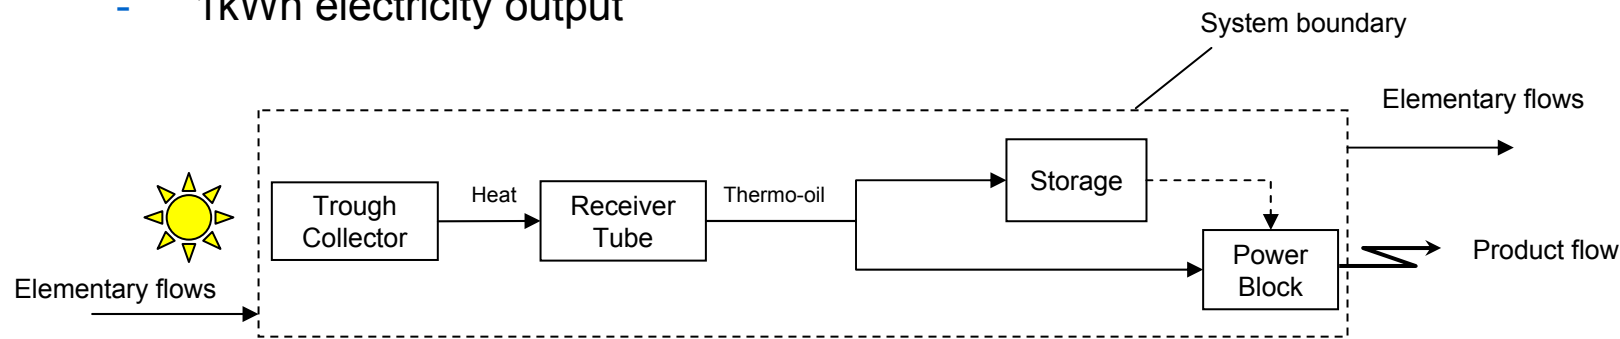 - 1kWh electricity output
System boundary
Elementary flows
Storage
Heat
Thermo-oil
Trough
Collector
Receiver
Tube
Power
Block
Product flow
Elementary flows